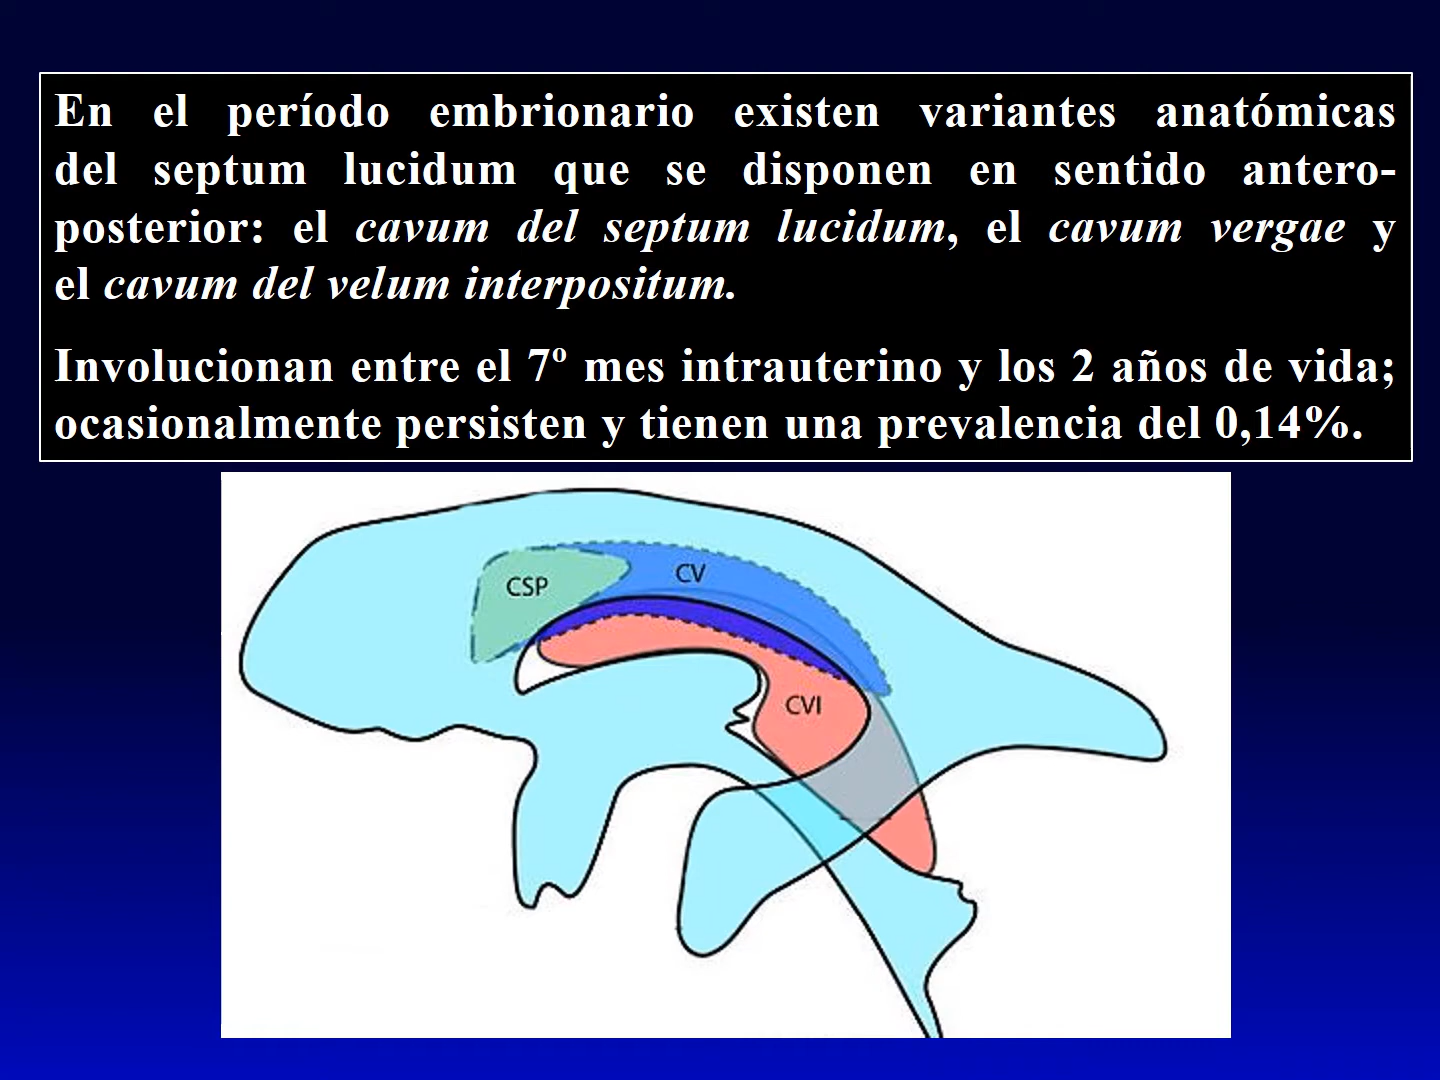 En el período embrionario existen variantes anatómicas
del septum lucidum que se disponen en sentido antero-
posterior: el cavum del septum lucidum, el cavum vergae y
el cavum del velum interpositum.
Involucionan entre el 7º mes intrauterino y los 2 años de vida;
ocasionalmente persisten y tienen una prevalencia del 0,14%.
CV
CSP
CVI